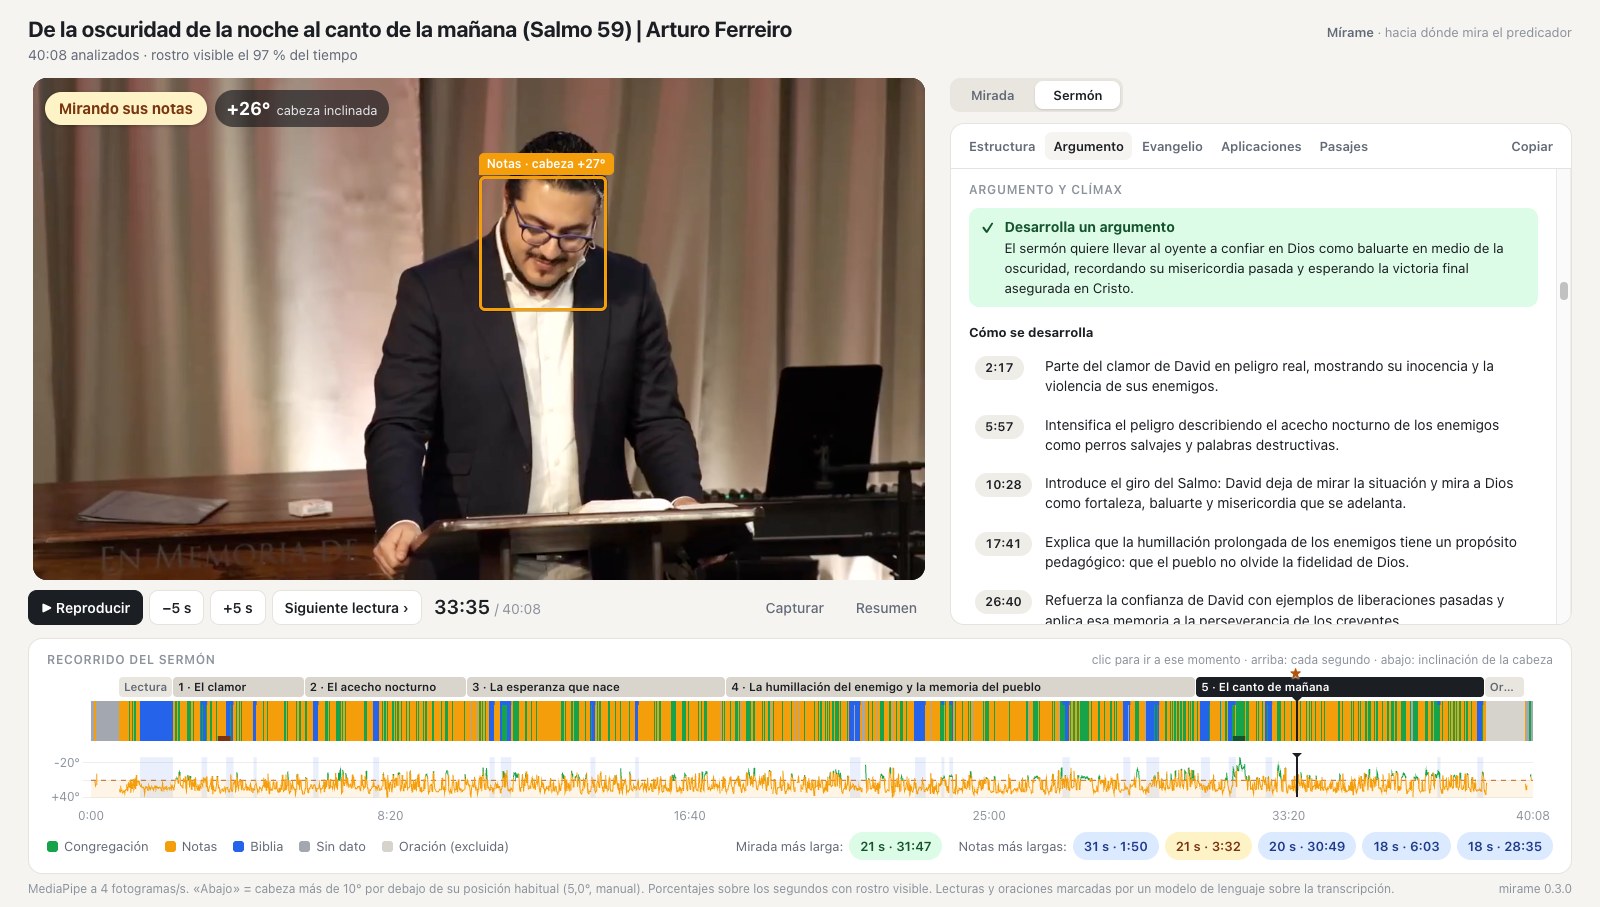 De la oscuridad de la noche al canto de la mañana (Salmo 59) | Arturo Ferreiro
40:08 analizados · rostro visible el 97 % del tiempo
Mírame · hacia dónde mira el predicador
Mirando sus notas
+26° cabeza inclinada
Notas · cabeza +27°
EN MEMORIA DE
Reproducir
−5 s
+5 s
Siguiente lectura ›
33:35 / 40:08
Capturar
Resumen
Mirada
Sermón
Estructura
Argumento
Evangelio
Aplicaciones
Pasajes
Copiar
ARGUMENTO Y CLÍMAX
✓ Desarrolla un argumento
El sermón quiere llevar al oyente a confiar en Dios como baluarte en medio de la
oscuridad, recordando su misericordia pasada y esperando la victoria final
asegurada en Cristo.
Cómo se desarrolla
2:17 Parte del clamor de David en peligro real, mostrando su inocencia y la
violencia de sus enemigos.
5:57 Intensifica el peligro describiendo el acecho nocturno de los enemigos
como perros salvajes y palabras destructivas.
10:28 Introduce el giro del Salmo: David deja de mirar la situación y mira a Dios
como fortaleza, baluarte y misericordia que se adelanta.
17:41 Explica que la humillación prolongada de los enemigos tiene un propósito
pedagógico: que el pueblo no olvide la fidelidad de Dios.
26:40 Refuerza la confianza de David con ejemplos de liberaciones pasadas y
aplica esa memoria a la perseverancia de los creyentes.
RECORRIDO DEL SERMÓN
clic para ir a ese momento · arriba: cada segundo · abajo: inclinación de la cabeza
Lectura
1 · El clamor
2 · El acecho nocturno
3 · La esperanza que nace
4 · La humillación del enemigo y la memoria del pueblo
5 · El canto de mañana
Or…
-20°
+40°
0:00
8:20
16:40
25:00
33:20
40:08
Congregación
Notas
Biblia
Sin dato
Oración (excluida)
Mirada más larga:
21 s · 31:47
Notas más largas:
31 s · 1:50
21 s · 3:32
20 s · 30:49
18 s · 6:03
18 s · 28:35
MediaPipe a 4 fotogramas/s. «Abajo» = cabeza más de 10° por debajo de su posición habitual (5,0°, manual). Porcentajes sobre los segundos con rostro visible. Lecturas y oraciones marcadas por un modelo de lenguaje sobre la transcripción.
mirame 0.3.0